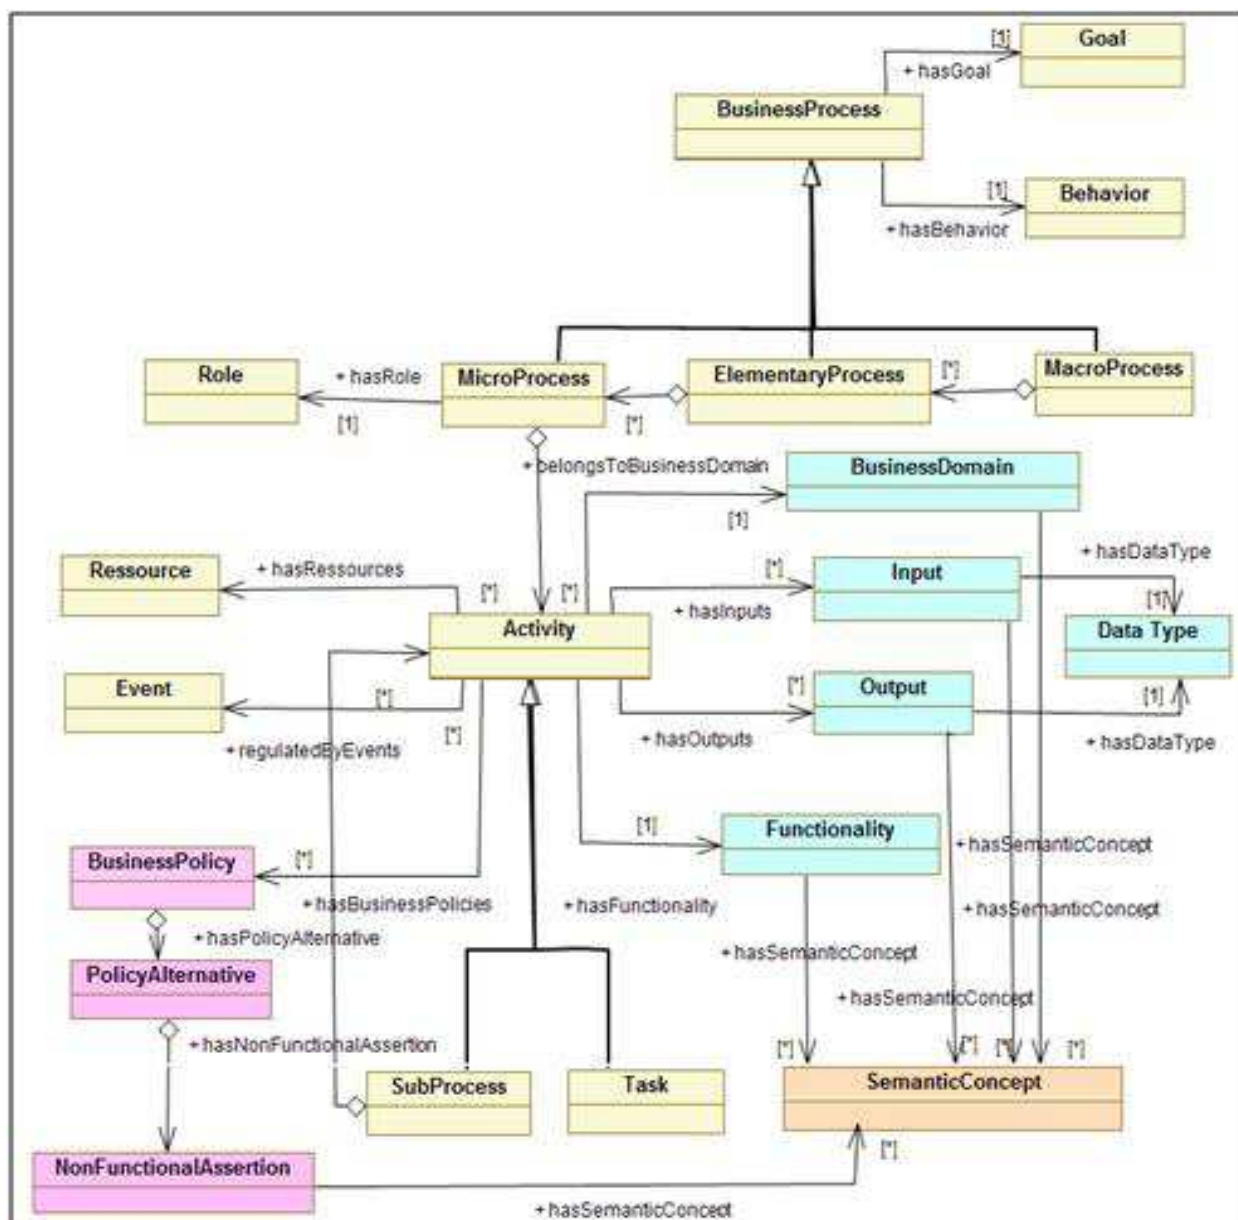 [1]
Goal
+ hasGoal
BusinessProcess
[1]
Behavior
+ hasBehavior
Role
+ hasRole
[1]
MicroProcess
[*]
ElementaryProcess
[*]
MacroProcess
+ belongsToBusinessDomain
BusinessDomain
[1]
Ressource
+ hasRessources
[*]
[*]
[*]
+ hasInputs
Input
+ hasDataType
[1]
Activity
Data Type
Event
[*]
+ regulatedByEvents
[*]
[*]
Output
+ hasOutputs
[1]
+ hasDataType
[1]
Functionality
BusinessPolicy
[*]
+ hasBusinessPolicies
+ hasFunctionality
+ hasSemanticConcept
+ hasSemanticConcept
+ hasPolicyAlternative
+ hasSemanticConcept
PolicyAlternative
+ hasSemanticConcept
+ hasNonFunctionalAssertion
[*]
[*]
[*]
[*]
SubProcess
Task
SemanticConcept
[*]
NonFunctionalAssertion
+ hasSemanticConcept